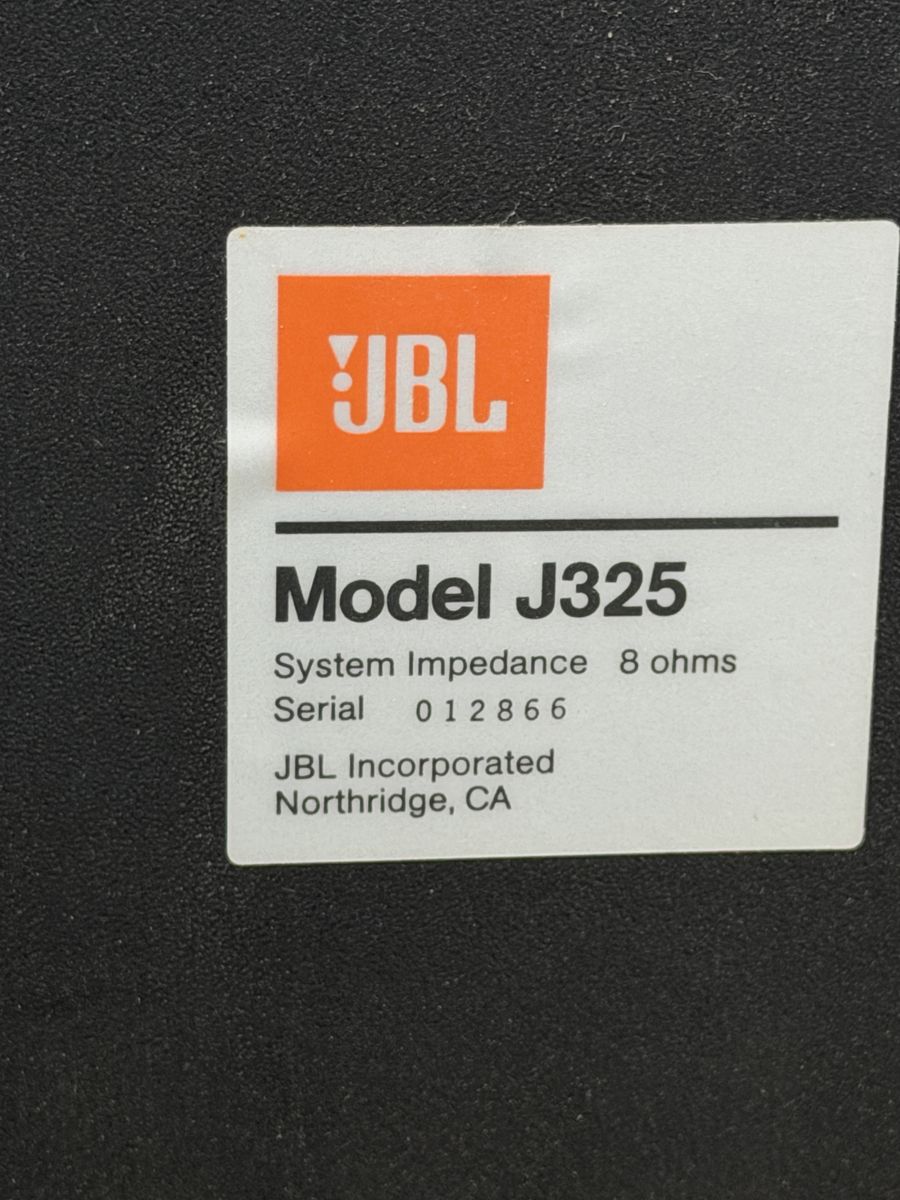 JBL
Model J325
System Impedance 8 ohms
Serial 012866
JBL Incorporated
Northridge, CA